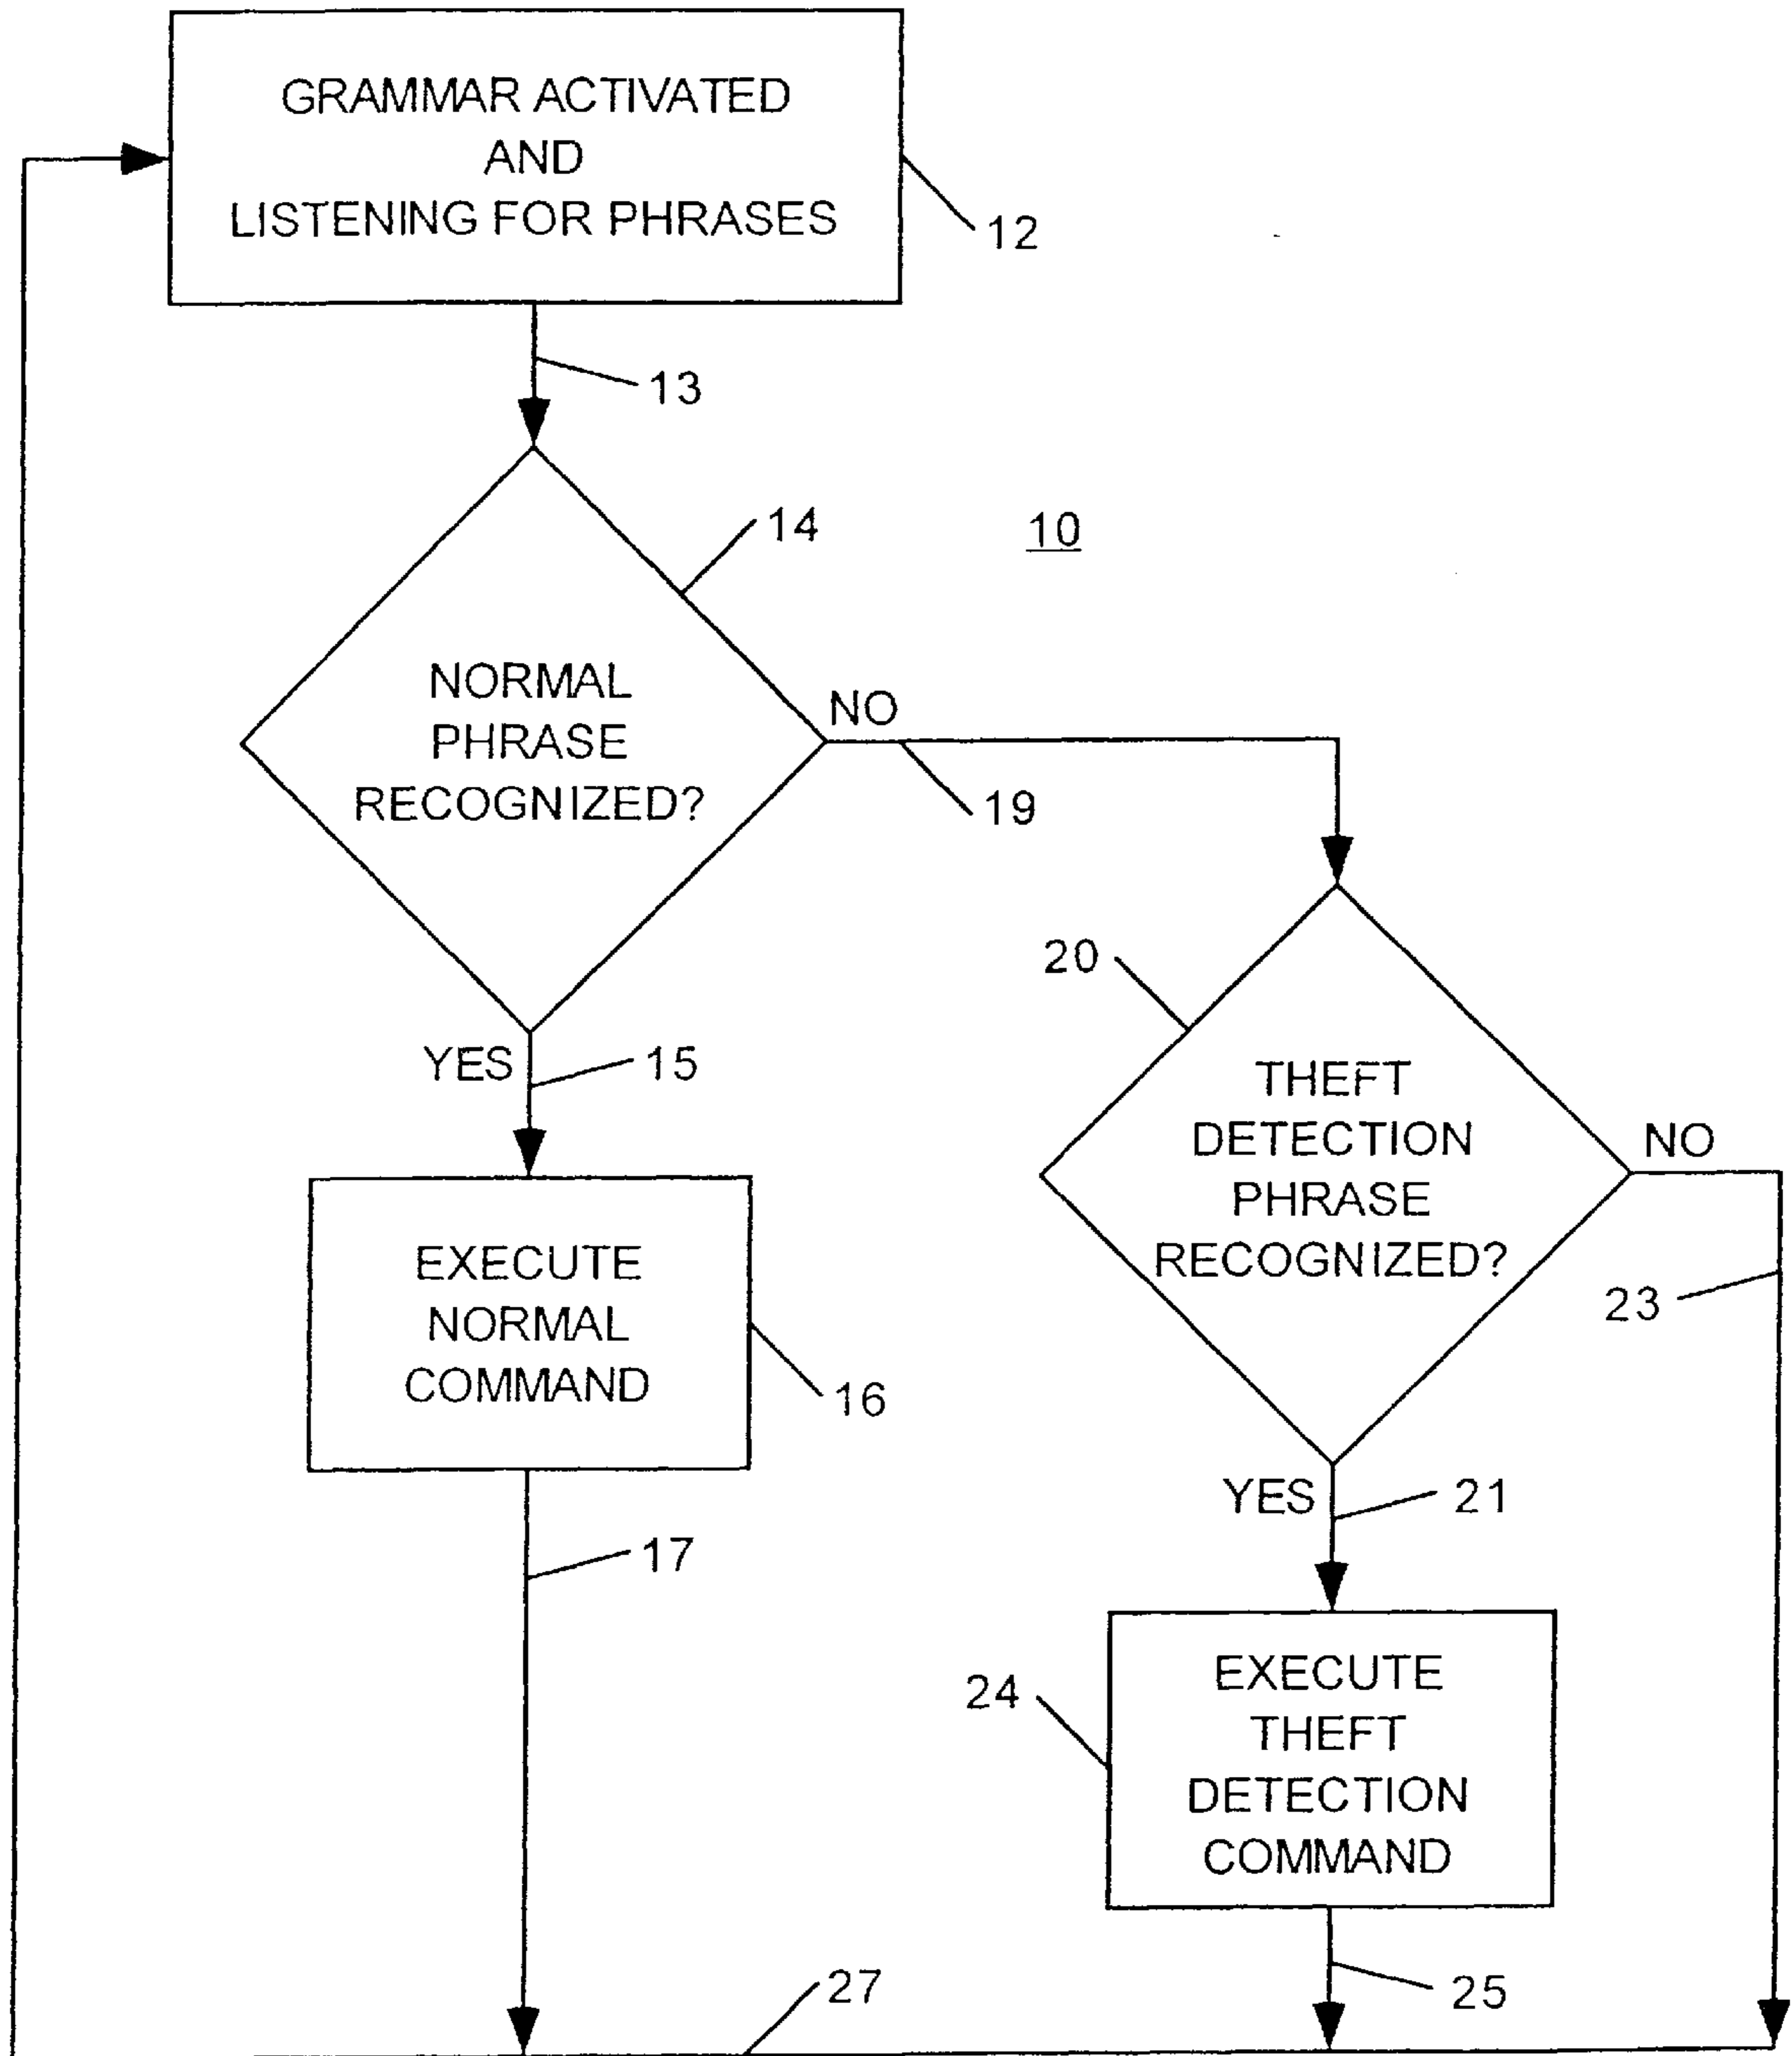 GRAMMAR ACTIVATED
AND
LISTENING FOR PHRASES
12
13
14
10
NORMAL
PHRASE
RECOGNIZED?
NO
19
YES
15
20
THEFT
DETECTION
PHRASE
RECOGNIZED?
NO
23
EXECUTE
NORMAL
COMMAND
16
YES
21
17
24
EXECUTE
THEFT
DETECTION
COMMAND
25
27